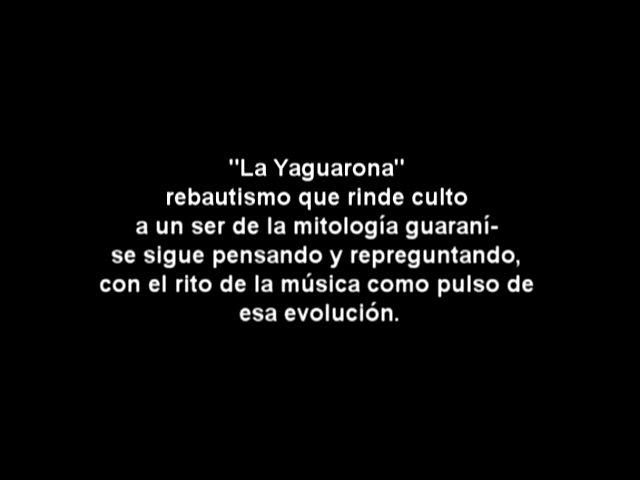 "La Yaguarona"
rebautismo que rinde culto
a un ser de la mitología guaraní-
se sigue pensando y repreguntando,
con el rito de la música como pulso de
esa evolución.